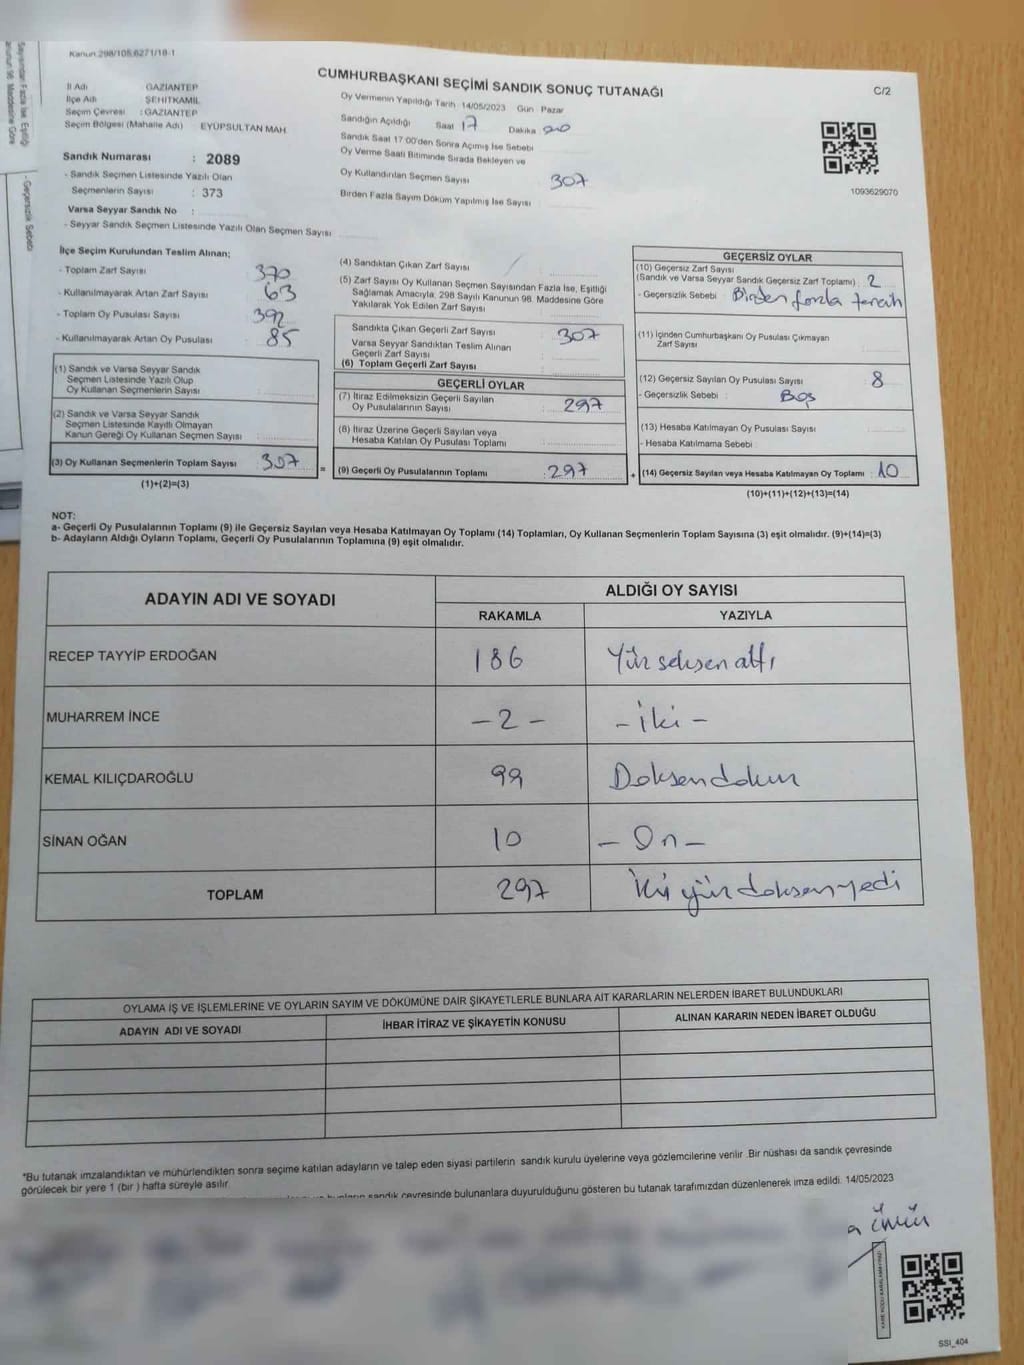 Kanun 298/105,6271/18-1
CUMHURBAŞKANI SEÇİMİ SANDIK SONUÇ TUTANAĞI
C/2
İl Adı GAZİANTEP
İlçe Adı ŞEHİTKAMİL
Seçim Çevresi : GAZİANTEP
Seçim Bölgesi (Mahalle Adı) EYÜPSULTAN MAH.
Oy Vermenin Yapıldığı Tarih 14/05/2023 Gün Pazar
Sandığın Açıldığı Saat 17 Dakika 00
Sandık Saat 17:00'den Sonra Açımış İse Sebebi
Oy Verme Saati Bitiminde Sırada Bekleyen ve
Oy Kullandırılan Seçmen Sayısı 307
Birden Fazla Sayım Döküm Yapılmış İse Sayısı :
1093629070
Sandık Numarası : 2089
- Sandık Seçmen Listesinde Yazılı Olan
Seçmenlerin Sayısı : 373
Varsa Seyyar Sandık No :
- Seyyar Sandık Seçmen Listesinde Yazılı Olan Seçmen Sayısı
İlçe Seçim Kurulundan Teslim Alınan;
- Toplam Zarf Sayısı 370
- Kullanılmayarak Artan Zarf Sayısı 63
- Toplam Oy Pusulası Sayısı 392
- Kullanılmayarak Artan Oy Pusulası 85
(1) Sandık ve Varsa Seyyar Sandık
Seçmen Listesinde Yazılı Olup
Oy Kullanan Seçmenlerin Sayısı :
(2) Sandık ve Varsa Seyyar Sandık
Seçmen Listesinde Kayıtlı Olmayan
Kanun Gereği Oy Kullanan Seçmen Sayısı :
(3) Oy Kullanan Seçmenlerin Toplam Sayısı : 307
(1)+(2)=(3)
=
(4) Sandıktan Çıkan Zarf Sayısı :
(5) Zarf Sayısı Oy Kullanan Seçmen Sayısından Fazla İse, Eşitliği
Sağlamak Amacıyla, 298 Sayılı Kanunun 98. Maddesine Göre
Yakılarak Yok Edilen Zarf Sayısı :
Sandıkta Çıkan Geçerli Zarf Sayısı : 307
Varsa Seyyar Sandıktan Teslim Alınan
Geçerli Zarf Sayısı :
(6) Toplam Geçerli Zarf Sayısı :
GEÇERLİ OYLAR
(7) İtiraz Edilmeksizin Geçerli Sayılan
Oy Pusulalarının Sayısı : 297
(8) İtiraz Üzerine Geçerli Sayılan veya
Hesaba Katılan Oy Pusulası Toplamı :
(9) Geçerli Oy Pusulalarının Toplamı : 297
+
GEÇERSİZ OYLAR
(10) Geçersiz Zarf Sayısı
(Sandık ve Varsa Seyyar Sandık Geçersiz Zarf Toplamı) : 2
- Geçersizlik Sebebi : Birden fazla tercih
(11) İçinden Cumhurbaşkanı Oy Pusulası Çıkmayan
Zarf Sayısı :
(12) Geçersiz Sayılan Oy Pusulası Sayısı : 8
- Geçersizlik Sebebi : Boş
(13) Hesaba Katılmayan Oy Pusulası Sayısı :
- Hesaba Katılmama Sebebi :
(14) Geçersiz Sayılan veya Hesaba Katılmayan Oy Toplamı : 10
(10)+(11)+(12)+(13)=(14)
NOT:
a- Geçerli Oy Pusulalarının Toplamı (9) ile Geçersiz Sayılan veya Hesaba Katılmayan Oy Toplamı (14) Toplamları, Oy Kullanan Seçmenlerin Toplam Sayısına (3) eşit olmalıdır. (9)+(14)=(3)
b- Adayların Aldığı Oyların Toplamı, Geçerli Oy Pusulalarının Toplamına (9) eşit olmalıdır.
ADAYIN ADI VE SOYADI
ALDIĞI OY SAYISI
RAKAMLA YAZIYLA
RECEP TAYYİP ERDOĞAN 186 Yüz seksen altı
MUHARREM İNCE -2- -İki-
KEMAL KILIÇDAROĞLU 99 Doksandokuz
SİNAN OĞAN 10 -On-
TOPLAM 297 İki yüz doksan yedi
OYLAMA İŞ VE İŞLEMLERİNE VE OYLARIN SAYIM VE DÖKÜMÜNE DAİR ŞİKAYETLERLE BUNLARA AİT KARARLARIN NELERDEN İBARET BULUNDUKLARI
ADAYIN ADI VE SOYADI İHBAR İTİRAZ VE ŞİKAYETİN KONUSU ALINAN KARARIN NEDEN İBARET OLDUĞU
*Bu tutanak imzalandıktan ve mühürlendikten sonra seçime katılan adayların ve talep eden siyasi partilerin sandık kurulu üyelerine veya gözlemcilerine verilir. Bir nüshası da sandık çevresinde
görülecek bir yere 1 (bir) hafta süreyle asılır.
sandık çevresinde bulunanlara duyurulduğunu gösteren bu tutanak tarafımızdan düzenlenerek imza edildi. 14/05/2023
SSİ_404